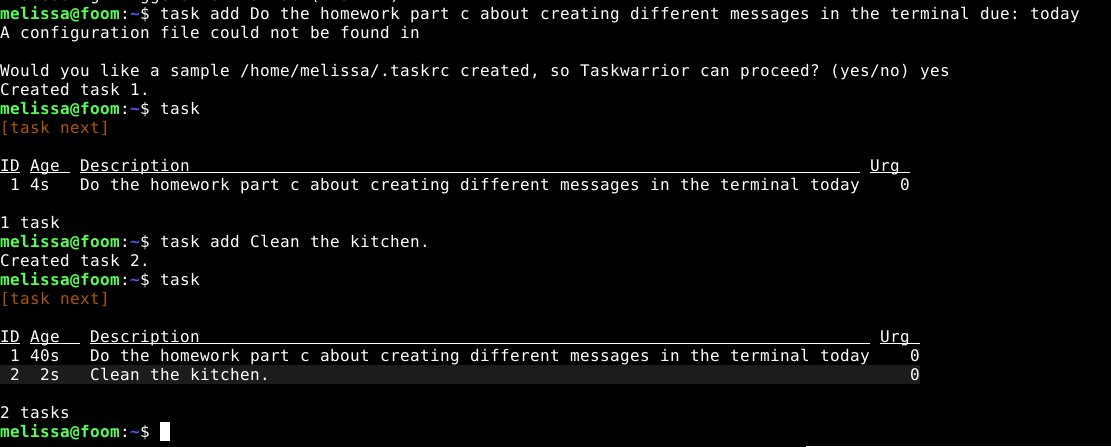 melissa@foom:~$ task add Do the homework part c about creating different messages in the terminal due: today
A configuration file could not be found in
Would you like a sample /home/melissa/.taskrc created, so Taskwarrior can proceed? (yes/no) yes
Created task 1.
melissa@foom:~$ task
[task next]
ID Age Description Urg
1 4s Do the homework part c about creating different messages in the terminal today 0
1 task
melissa@foom:~$ task add Clean the kitchen.
Created task 2.
melissa@foom:~$ task
[task next]
ID Age Description Urg
1 40s Do the homework part c about creating different messages in the terminal today 0
2 2s Clean the kitchen. 0
2 tasks
melissa@foom:~$